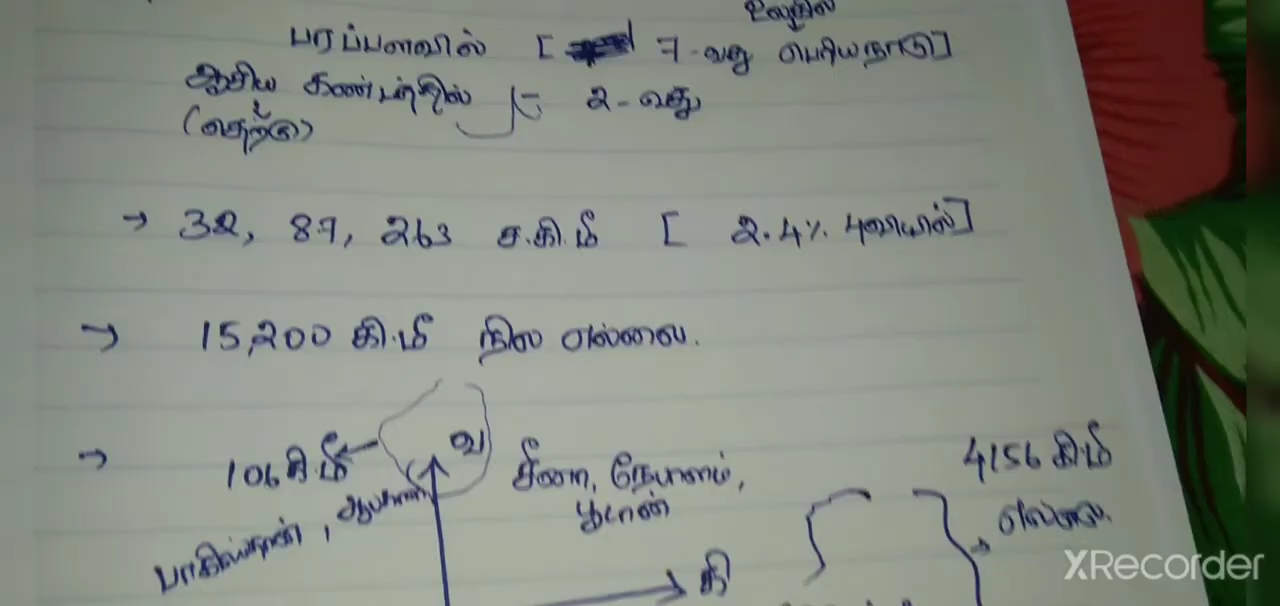 உலகில்
பரப்பளவில் [ 7-வது பெரியநாடு]
ஆசிய கண்டத்தில் 2-வது
(தெற்கு)
→ 32, 87, 263 ச.கி.மீ [ 2.4% புவியில்]
→ 15,200 கி.மீ நில எல்லை.
→ 106 கி.மீ வ சீனா, நேபாளம், 4156 கி.மீ
பாகிஸ்தான், ஆப்கான் பூடான் எல்லை.
கி
XRecorder